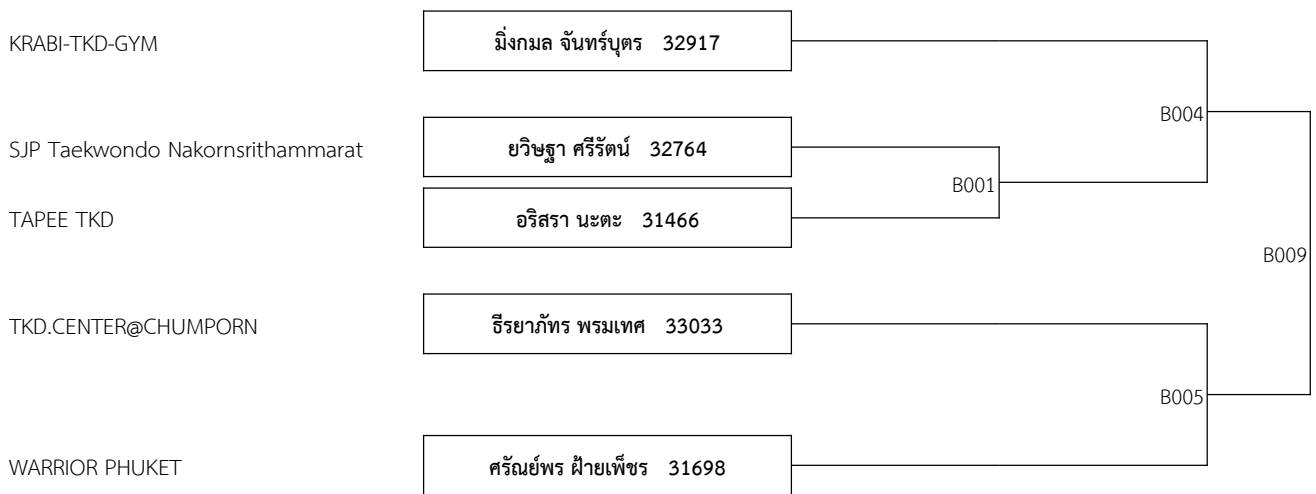 KRABI-TKD-GYM มิ่งกมล จันทร์บุตร 32917
B004
SJP Taekwondo Nakornsrithammarat ยวิษฐา ศรีรัตน์ 32764
B001
TAPEE TKD อริสรา นะตะ 31466
B009
TKD.CENTER@CHUMPORN ธีรยาภัทร พรมเทศ 33033
B005
WARRIOR PHUKET ศรัณย์พร ฝ้ายเพ็ชร 31698